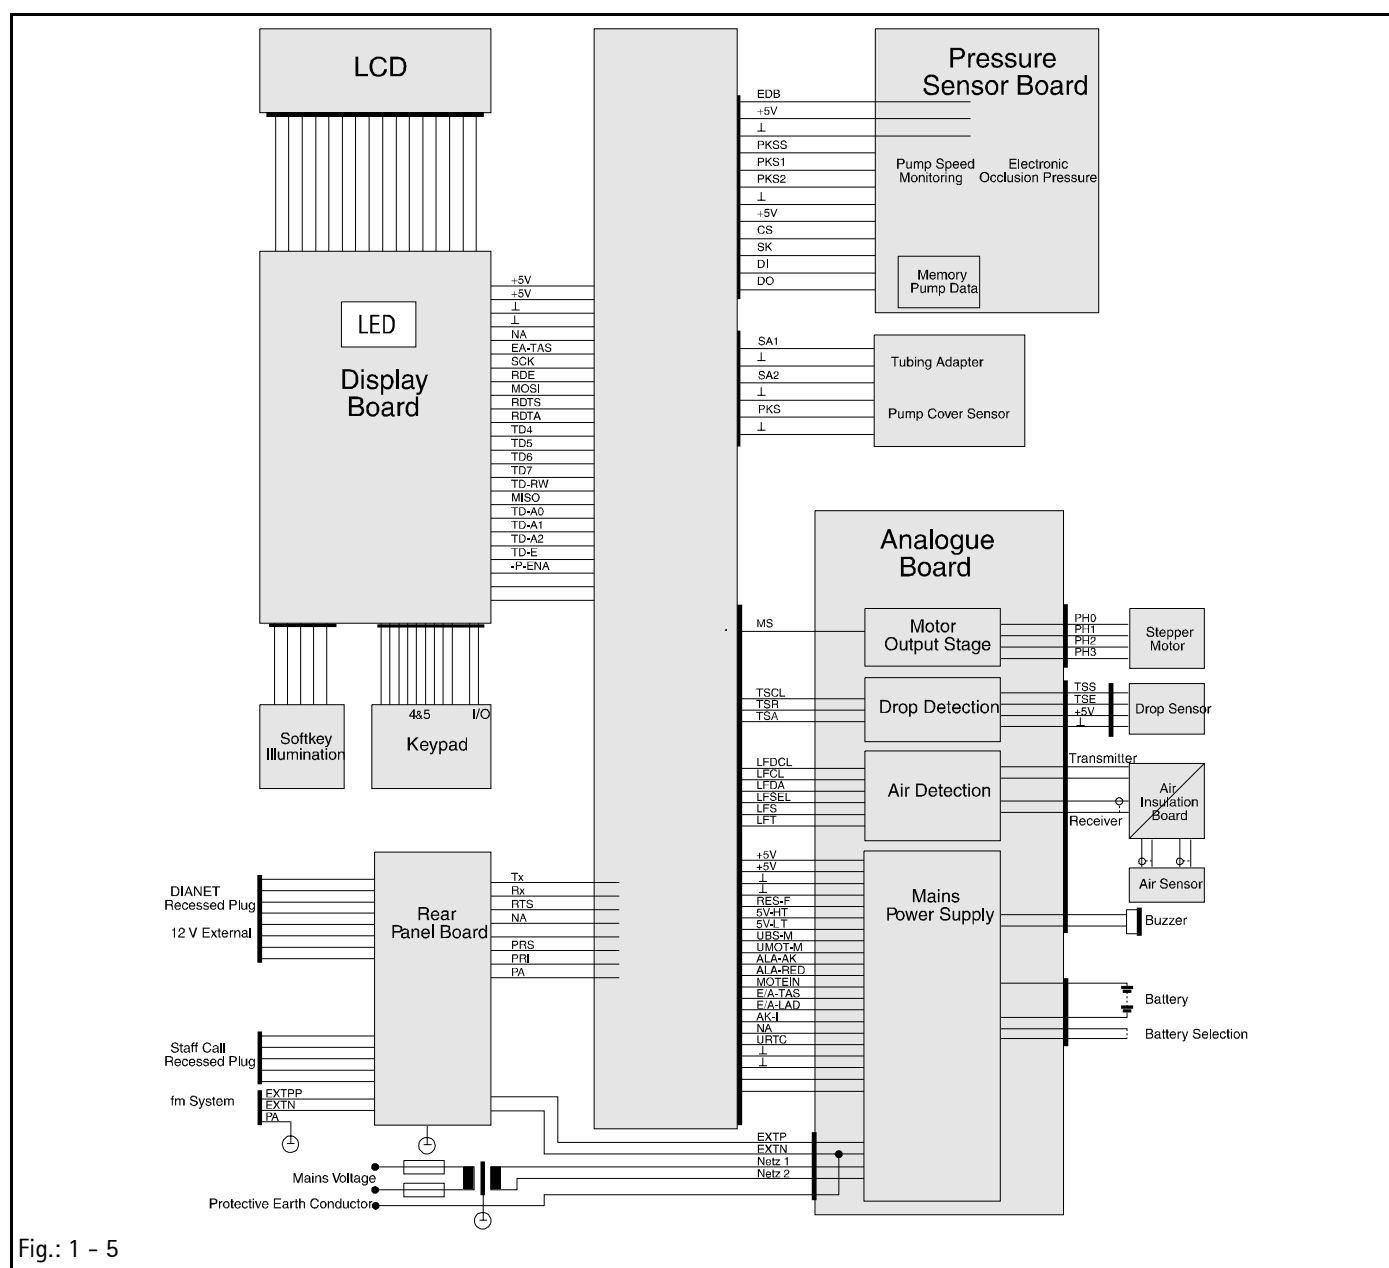 LCD
LED
Display
Board
+5V
+5V
⊥
⊥
NA
EA-TAS
SCK
RDE
MOSI
RDTS
RDTA
TD4
TD5
TD6
TD7
TD-RW
MISO
TD-A0
TD-A1
TD-A2
TD-E
-P-ENA
4&5
I/O
Softkey
Illumination
Keypad
Pressure
Sensor Board
EDB
+5V
⊥
PKSS
PKS1
PKS2
⊥
+5V
CS
SK
DI
DO
Pump Speed
Monitoring
Electronic
Occlusion Pressure
Memory
Pump Data
SA1
⊥
SA2
⊥
PKS
⊥
Tubing Adapter
Pump Cover Sensor
Analogue
Board
MS
Motor
Output Stage
PH0
PH1
PH2
PH3
Stepper
Motor
TSCL
TSR
TSA
Drop Detection
TSS
TSE
+5V
⊥
Drop Sensor
LFDCL
LFCL
LFDA
LFSEL
LFS
LFT
Air Detection
Transmitter
Receiver
Air
Insulation
Board
Air Sensor
+5V
+5V
⊥
⊥
RES-F
5V-HT
5V-LT
UBS-M
UMOT-M
ALA-AK
ALA-RED
MOTEIN
E/A-TAS
E/A-LAD
AK-I
NA
URTC
⊥
⊥
Mains
Power Supply
Buzzer
Battery
Battery Selection
DIANET
Recessed Plug
12 V External
Rear
Panel Board
Tx
Rx
RTS
NA
PRS
PRI
PA
Staff Call
Recessed Plug
fm System
EXTPP
EXTN
PA
EXTP
EXTN
Netz 1
Netz 2
Mains Voltage
Protective Earth Conductor
Fig.: 1 - 5